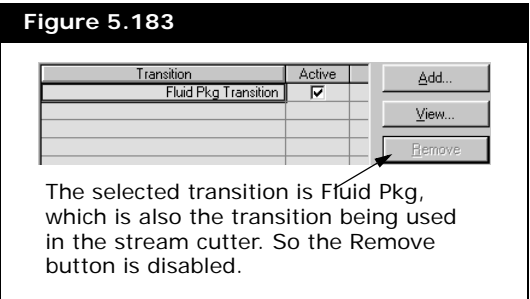 Figure 5.183
Transition Active
Fluid Pkg Transition
Add...
View...
Remove
The selected transition is Fluid Pkg,
which is also the transition being used
in the stream cutter. So the Remove
button is disabled.